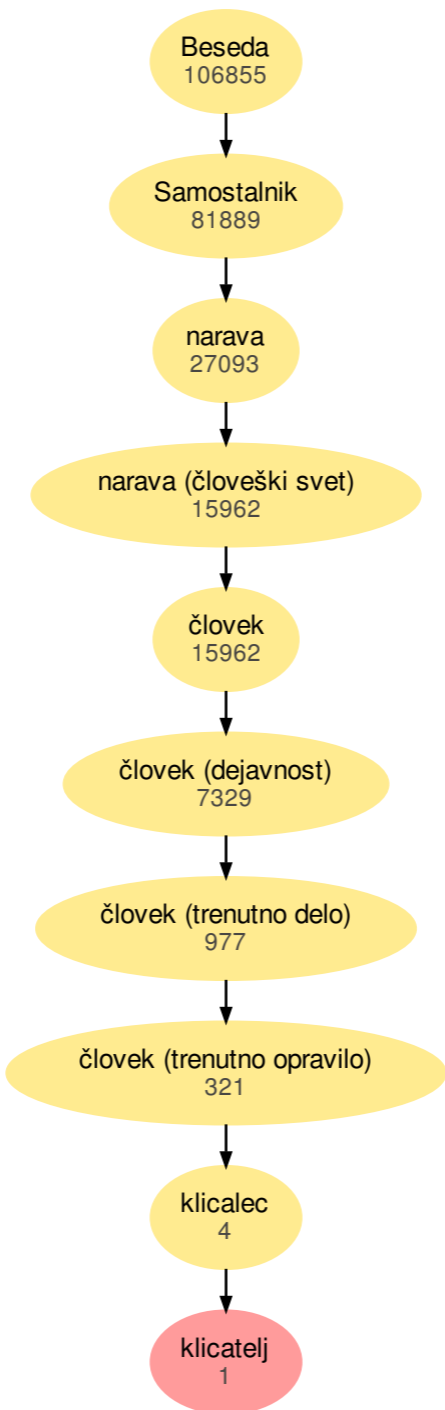 Beseda
106855
Samostalnik
81889
narava
27093
narava (človeški svet)
15962
človek
15962
človek (dejavnost)
7329
človek (trenutno delo)
977
človek (trenutno opravilo)
321
klicalec
4
klicatelj
1